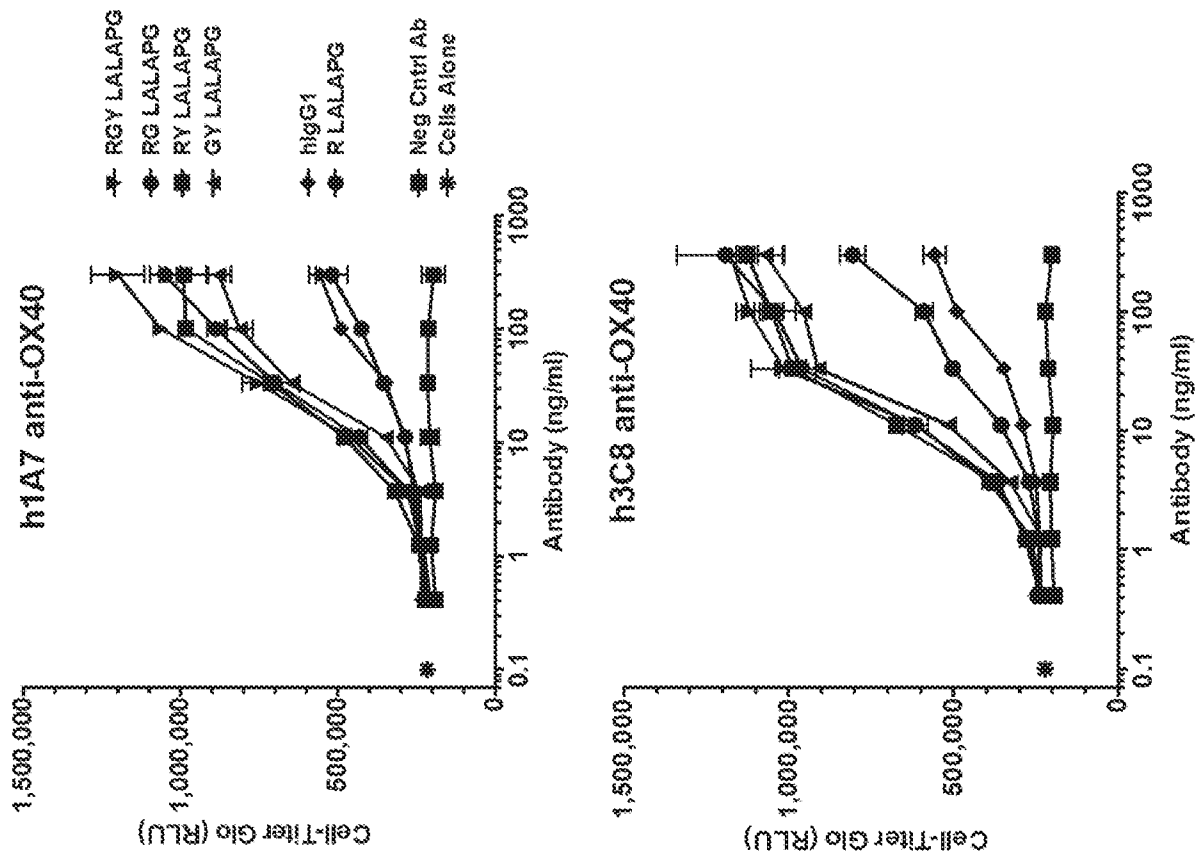 h1A7 anti-OX40
Cell-Titer Glo (RLU)
1,500,000
1,000,000
500,000
0
0.1
1
10
100
1000
Antibody (ng/ml)
RGY LALAPG
RG LALAPG
RY LALAPG
GY LALAPG
hIgG1
R LALAPG
Neg Cntrl Ab
Cells Alone
h3C8 anti-OX40
Cell-Titer Glo (RLU)
1,500,000
1,000,000
500,000
0
0.1
1
10
100
1000
Antibody (ng/ml)